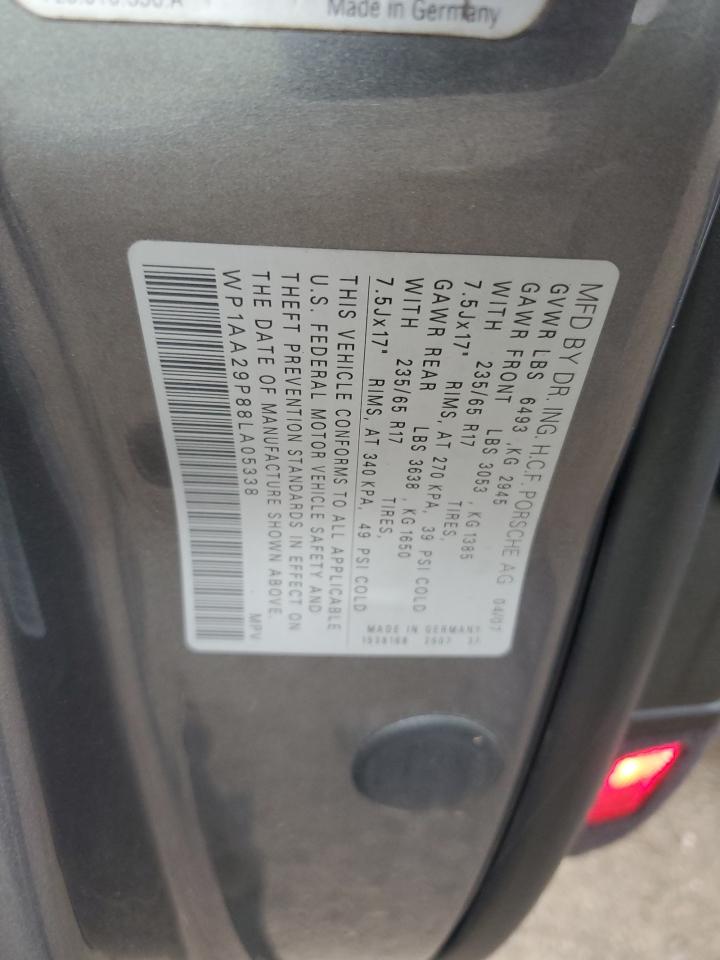 Made in Germany
MFD BY DR. ING. H.C.F. PORSCHE AG 04/07
GVWR LBS 6493 ,KG 2945
GAWR FRONT LBS 3053 , KG 1385
WITH 235/65 R17 TIRES,
7.5Jx17" RIMS, AT 270 KPA, 39 PSI COLD
GAWR REAR LBS 3638 , KG 1650
WITH 235/65 R17 TIRES,
7.5Jx17" RIMS, AT 340 KPA, 49 PSI COLD
MADE IN GERMANY
2007
THIS VEHICLE CONFORMS TO ALL APPLICABLE
U.S. FEDERAL MOTOR VEHICLE SAFETY AND
THEFT PREVENTION STANDARDS IN EFFECT ON
THE DATE OF MANUFACTURE SHOWN ABOVE.
WP1AA29P88LA05338 MPV